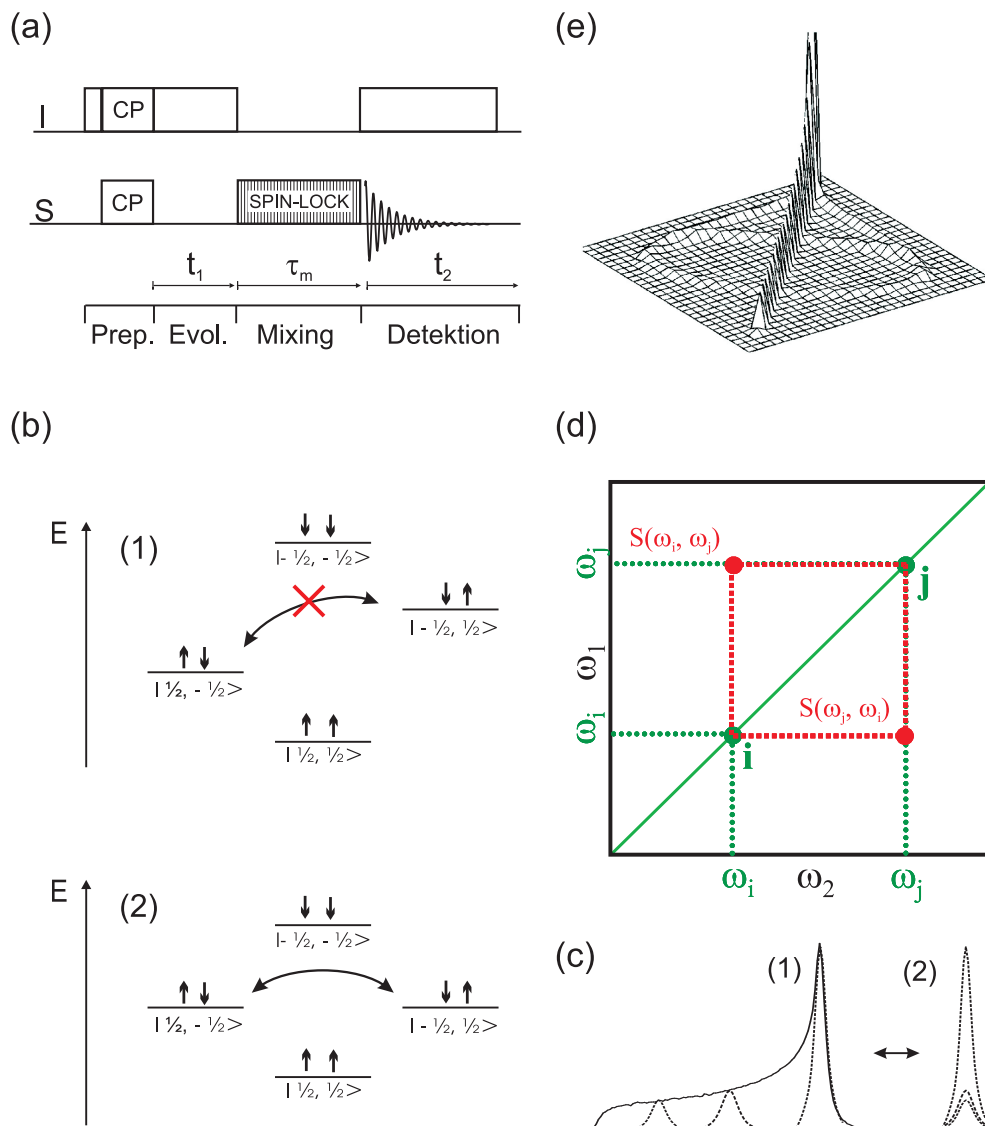 (a)
I
CP
S
CP
SPIN-LOCK
t1
τm
t2
Prep.
Evol.
Mixing
Detektion
(e)
(b)
E
(1)
|- ½, - ½>
|- ½, ½>
| ½, - ½>
| ½, ½>
E
(2)
|- ½, - ½>
| ½, - ½>
|- ½, ½>
| ½, ½>
(d)
ωj
S(ωi, ωj)
j
ω1
S(ωj, ωi)
ωi
i
ωi
ω2
ωj
(c)
(1)
(2)